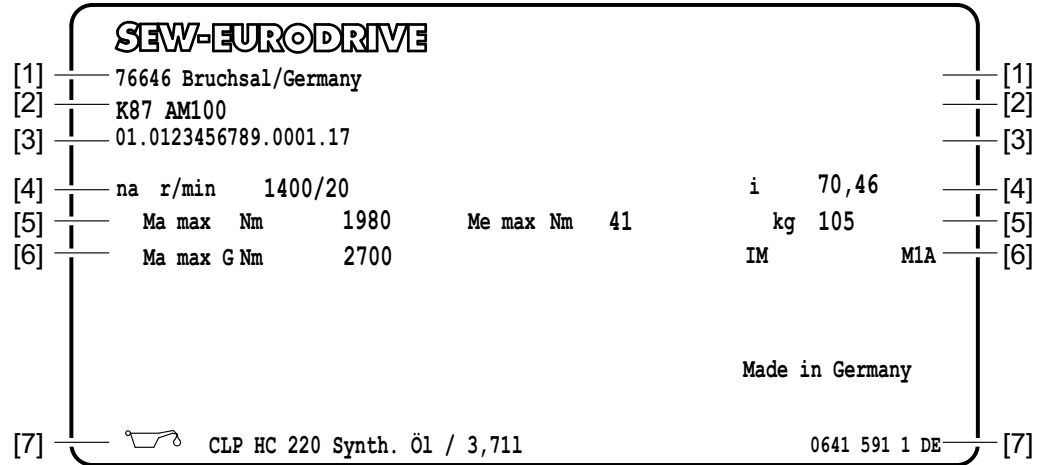 SEW-EURODRIVE
[1] 76646 Bruchsal/Germany [1]
[2] K87 AM100 [2]
[3] 01.0123456789.0001.17 [3]
[4] na r/min 1400/20 i 70,46 [4]
[5] Ma max Nm 1980 Me max Nm 41 kg 105 [5]
[6] Ma max G Nm 2700 IM M1A [6]
Made in Germany
[7] CLP HC 220 Synth. Öl / 3,71l 0641 591 1 DE [7]